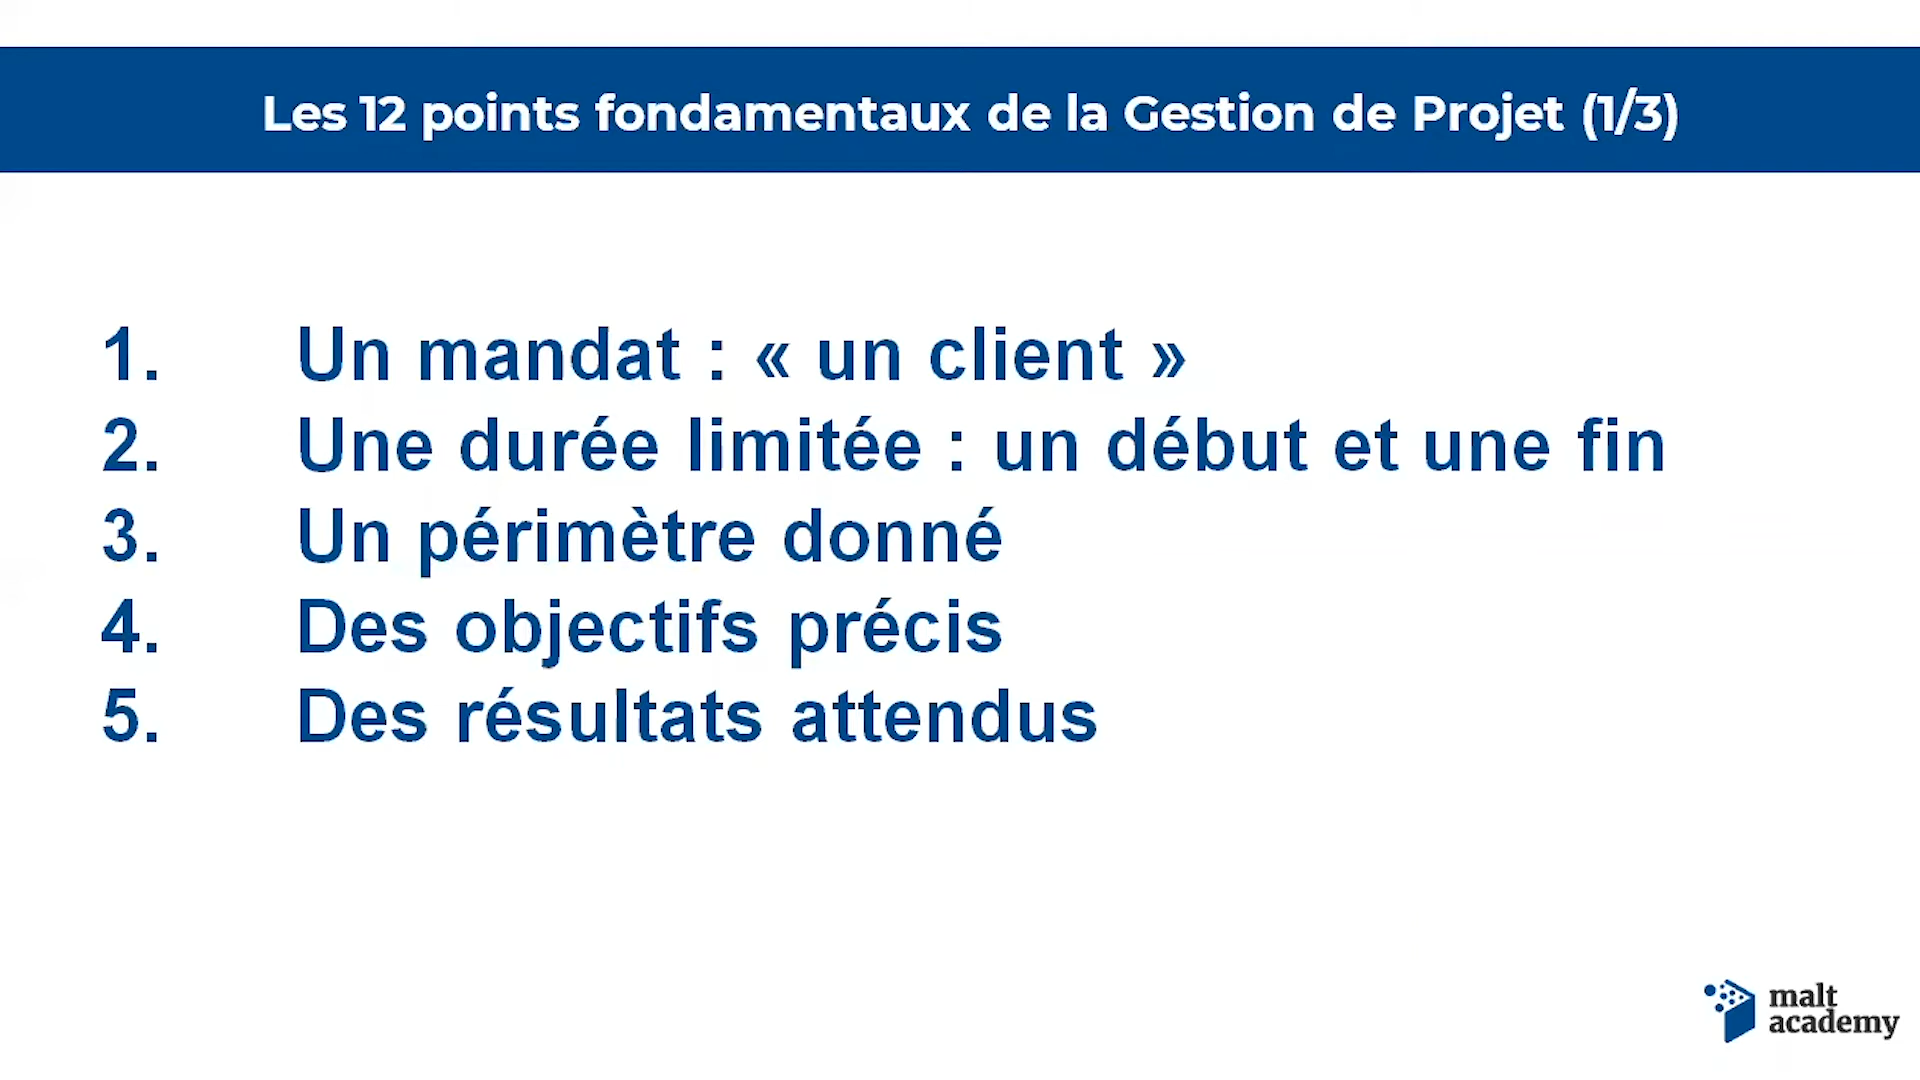 Les 12 points fondamentaux de la Gestion de Projet (1/3)
1. Un mandat : « un client »
2. Une durée limitée : un début et une fin
3. Un périmètre donné
4. Des objectifs précis
5. Des résultats attendus
malt
academy